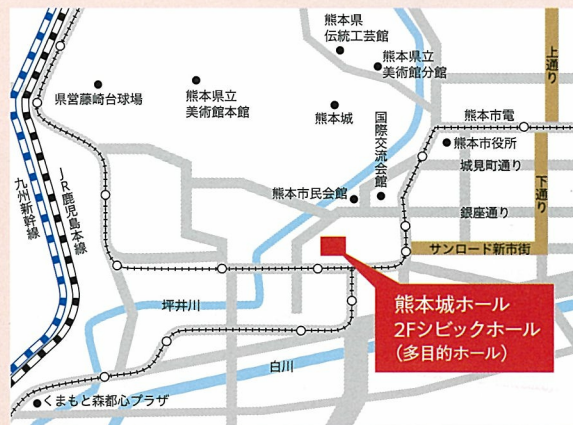 熊本県
伝統工芸館
熊本県立
美術館分館
上通り
県営藤崎台球場
熊本県立
美術館本館
熊本城
国際交流会館
熊本市電
熊本市役所
城見町通り
下通り
九州新幹線
JR鹿児島本線
熊本市民会館
銀座通り
サンロード新市街
坪井川
熊本城ホール
2Fシビックホール
（多目的ホール）
白川
くまもと森都心プラザ